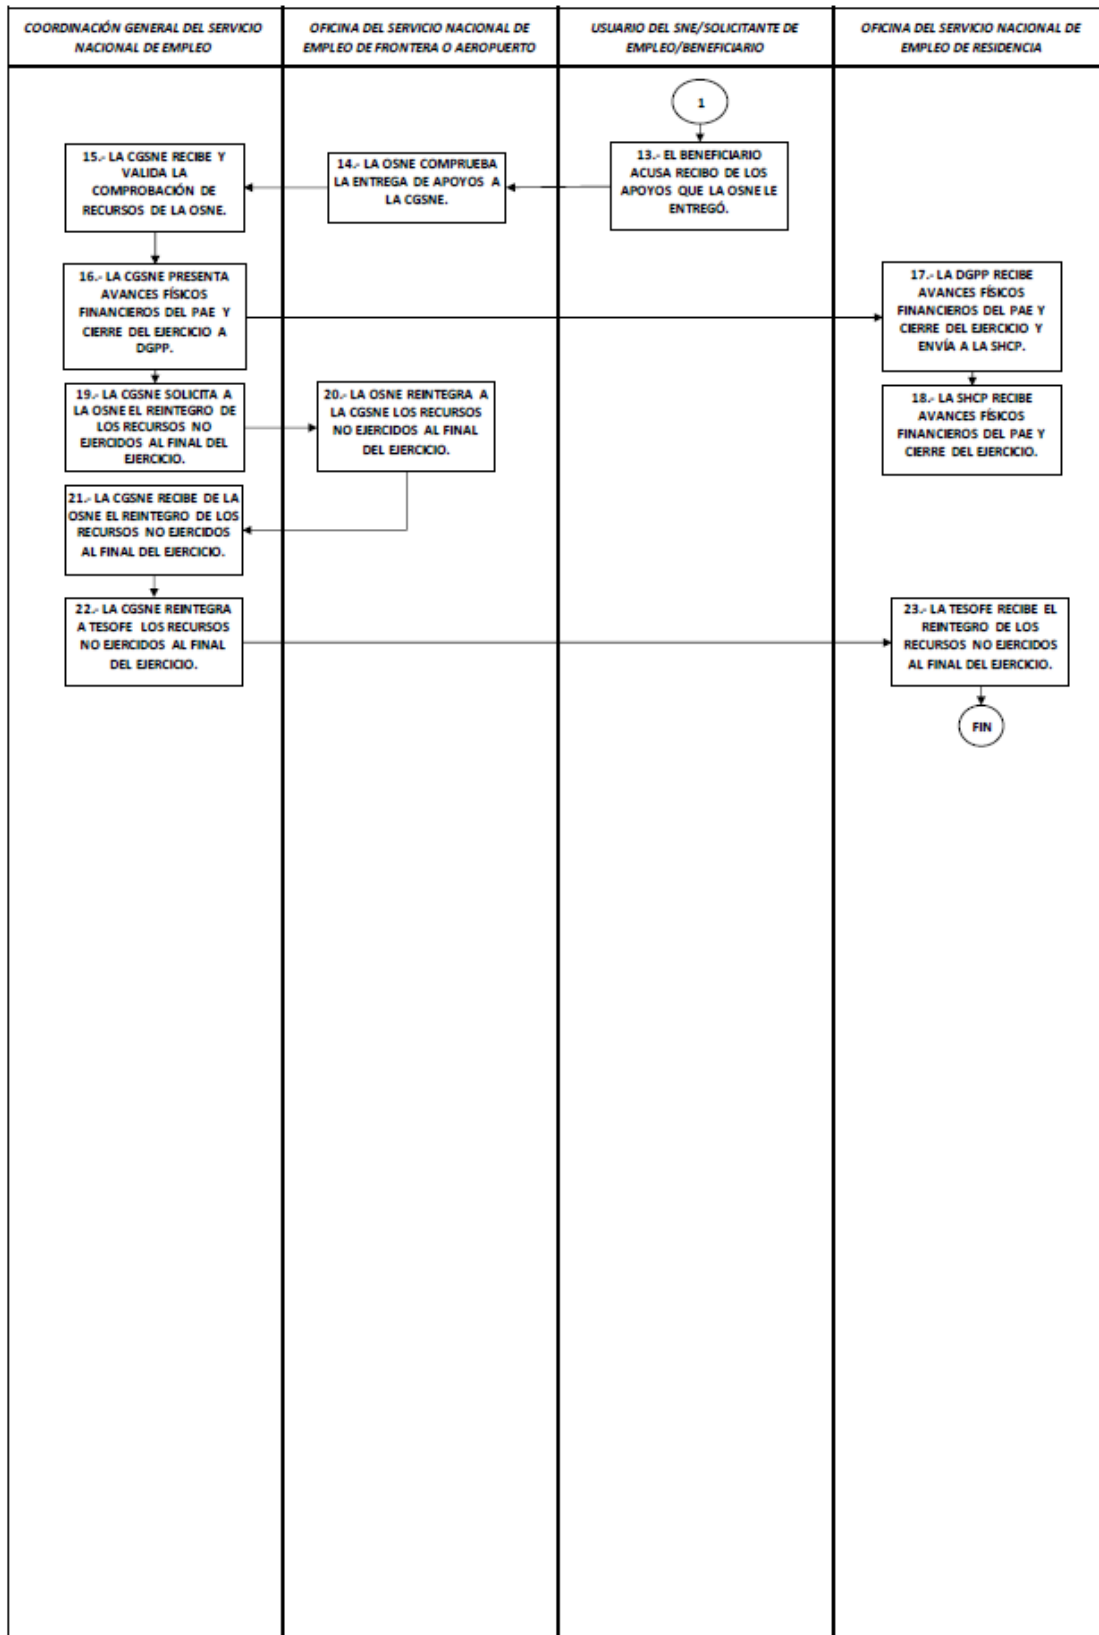 COORDINACIÓN GENERAL DEL SERVICIO
NACIONAL DE EMPLEO
OFICINA DEL SERVICIO NACIONAL DE
EMPLEO DE FRONTERA O AEROPUERTO
USUARIO DEL SNE/SOLICITANTE DE
EMPLEO/BENEFICIARIO
OFICINA DEL SERVICIO NACIONAL DE
EMPLEO DE RESIDENCIA
1
13.- EL BENEFICIARIO
ACUSA RECIBO DE LOS
APOYOS QUE LA OSNE LE
ENTREGÓ.
14.- LA OSNE COMPRUEBA
LA ENTREGA DE APOYOS A
LA CGSNE.
15.- LA CGSNE RECIBE Y
VALIDA LA
COMPROBACIÓN DE
RECURSOS DE LA OSNE.
16.- LA CGSNE PRESENTA
AVANCES FÍSICOS
FINANCIEROS DEL PAE Y
CIERRE DEL EJERCICIO A
DGPP.
17.- LA DGPP RECIBE
AVANCES FÍSICOS
FINANCIEROS DEL PAE Y
CIERRE DEL EJERCICIO Y
ENVÍA A LA SHCP.
18.- LA SHCP RECIBE
AVANCES FÍSICOS
FINANCIEROS DEL PAE Y
CIERRE DEL EJERCICIO.
19.- LA CGSNE SOLICITA A
LA OSNE EL REINTEGRO DE
LOS RECURSOS NO
EJERCIDOS AL FINAL DEL
EJERCICIO.
20.- LA OSNE REINTEGRA A
LA CGSNE LOS RECURSOS
NO EJERCIDOS AL FINAL
DEL EJERCICIO.
21.- LA CGSNE RECIBE DE LA
OSNE EL REINTEGRO DE LOS
RECURSOS NO EJERCIDOS
AL FINAL DEL EJERCICIO.
22.- LA CGSNE REINTEGRA
A TESOFE LOS RECURSOS
NO EJERCIDOS AL FINAL
DEL EJERCICIO.
23.- LA TESOFE RECIBE EL
REINTEGRO DE LOS
RECURSOS NO EJERCIDOS
AL FINAL DEL EJERCICIO.
FIN